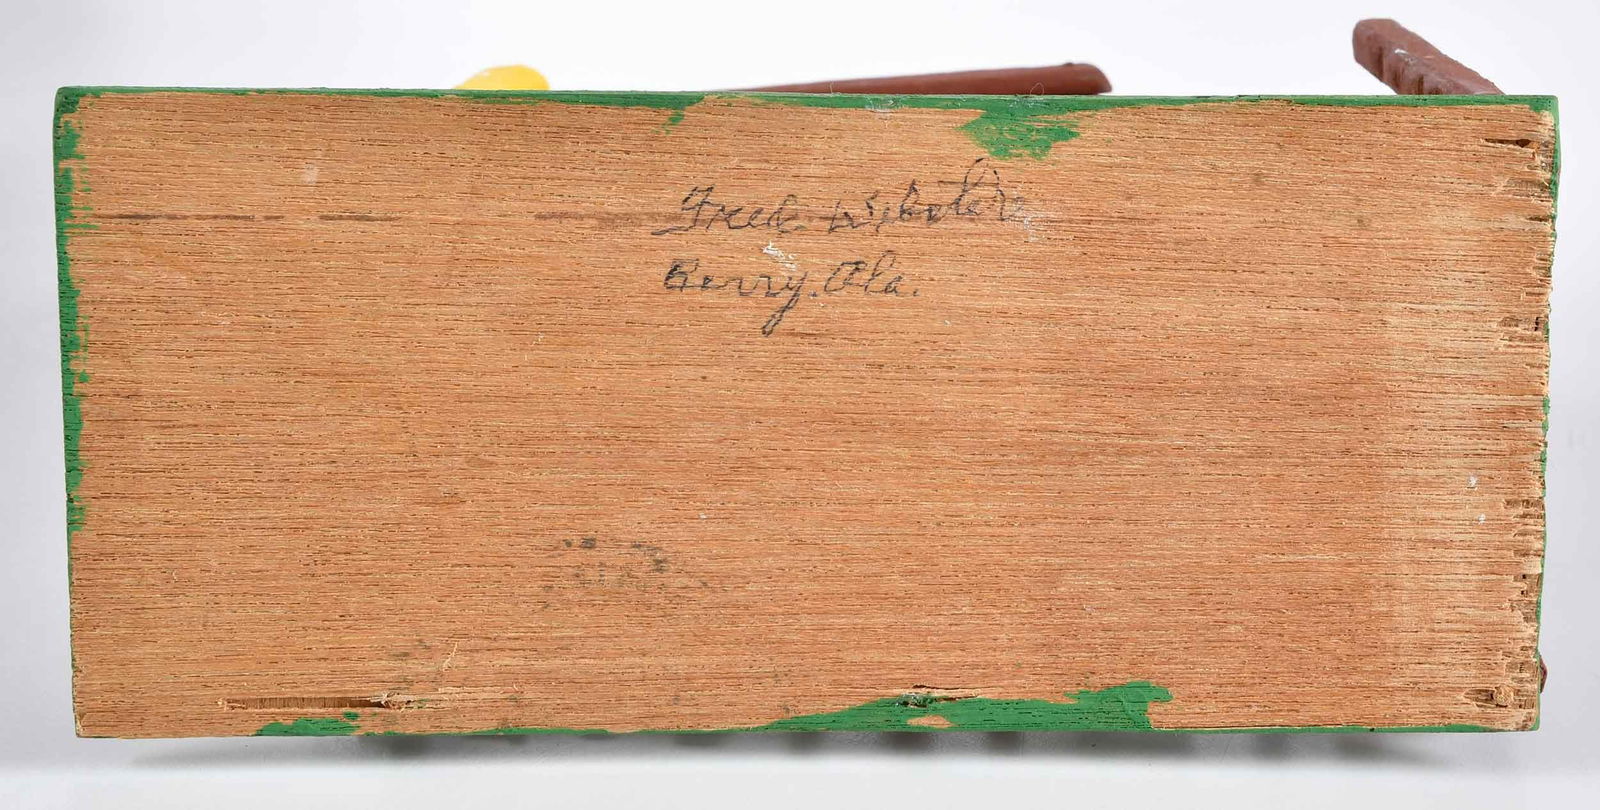 Fred Webster
Berry, Ala.